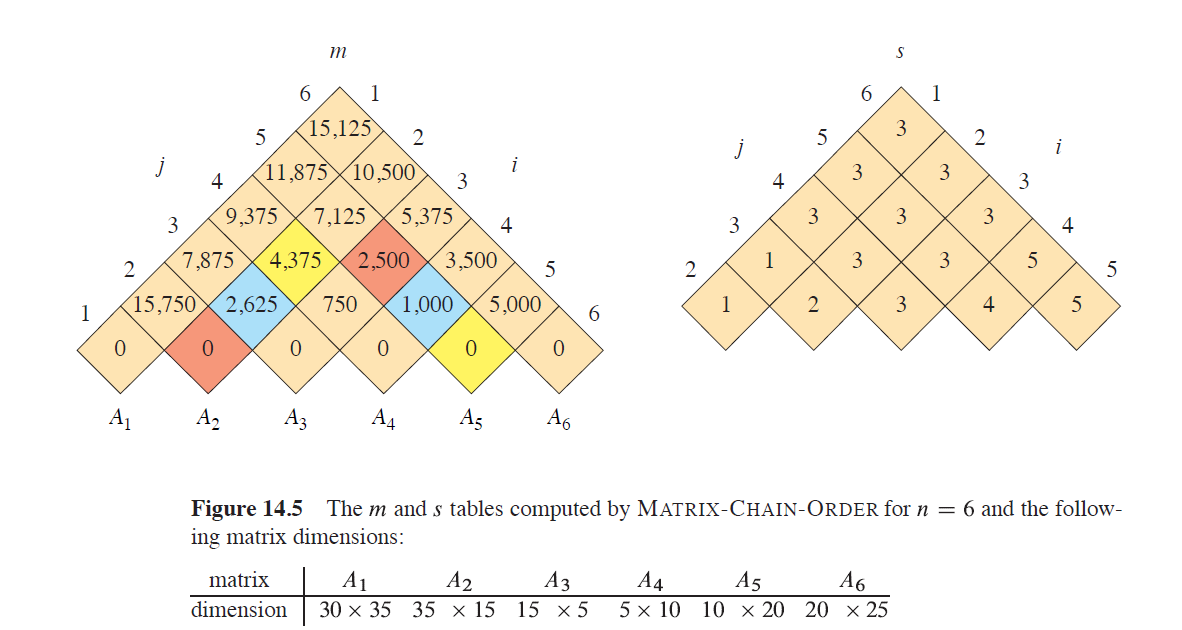 m s
6 1 6 1
15,125 3
5 2 5 2
j 11,875 10,500 i j 3 3 i
4 3 4 3
9,375 7,125 5,375 3 3 3
3 4 3 4
7,875 4,375 2,500 3,500 1 3 3 5
2 5 2 5
15,750 2,625 750 1,000 5,000 1 2 3 4 5
1 6
0 0 0 0 0 0
A1 A2 A3 A4 A5 A6
Figure 14.5 The m and s tables computed by MATRIX-CHAIN-ORDER for n = 6 and the follow-
ing matrix dimensions:
matrix A1 A2 A3 A4 A5 A6
dimension 30 × 35 35 × 15 15 × 5 5 × 10 10 × 20 20 × 25